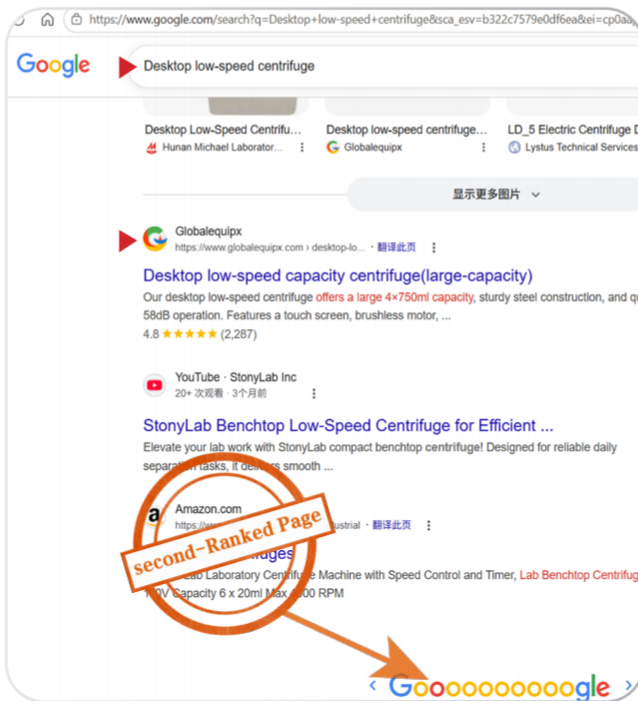 https://www.google.com/search?q=Desktop+low-speed+centrifuge&sca_esv=b322c7579e0df6ea&ei=cp0aa
Google
Desktop low-speed centrifuge
Desktop Low-Speed Centrifu...
Desktop low-speed centrifuge...
LD_5 Electric Centrifuge D
Hunan Michael Laborator...
Globalequipx
Lystus Technical Services
显示更多图片
Globalequipx
https://www.globalequipx.com › desktop-lo... · 翻译此页
Desktop low-speed capacity centrifuge(large-capacity)
Our desktop low-speed centrifuge offers a large 4×750ml capacity, sturdy steel construction, and qu
58dB operation. Features a touch screen, brushless motor, ...
4.8 ★★★★★ (2,287)
YouTube · StonyLab Inc
20+ 次观看 · 3个月前
StonyLab Benchtop Low-Speed Centrifuge for Efficient ...
Elevate your lab work with StonyLab compact benchtop centrifuge! Designed for reliable daily
separation tasks, it delivers smooth ...
a
Amazon.com
https://ww ustrial · 翻译此页
second-Ranked Page
fuges
Lab Laboratory Centrifuge Machine with Speed Control and Timer, Lab Benchtop Centrifug
Capacity 6 x 20ml Max RPM
Goooooooooogle